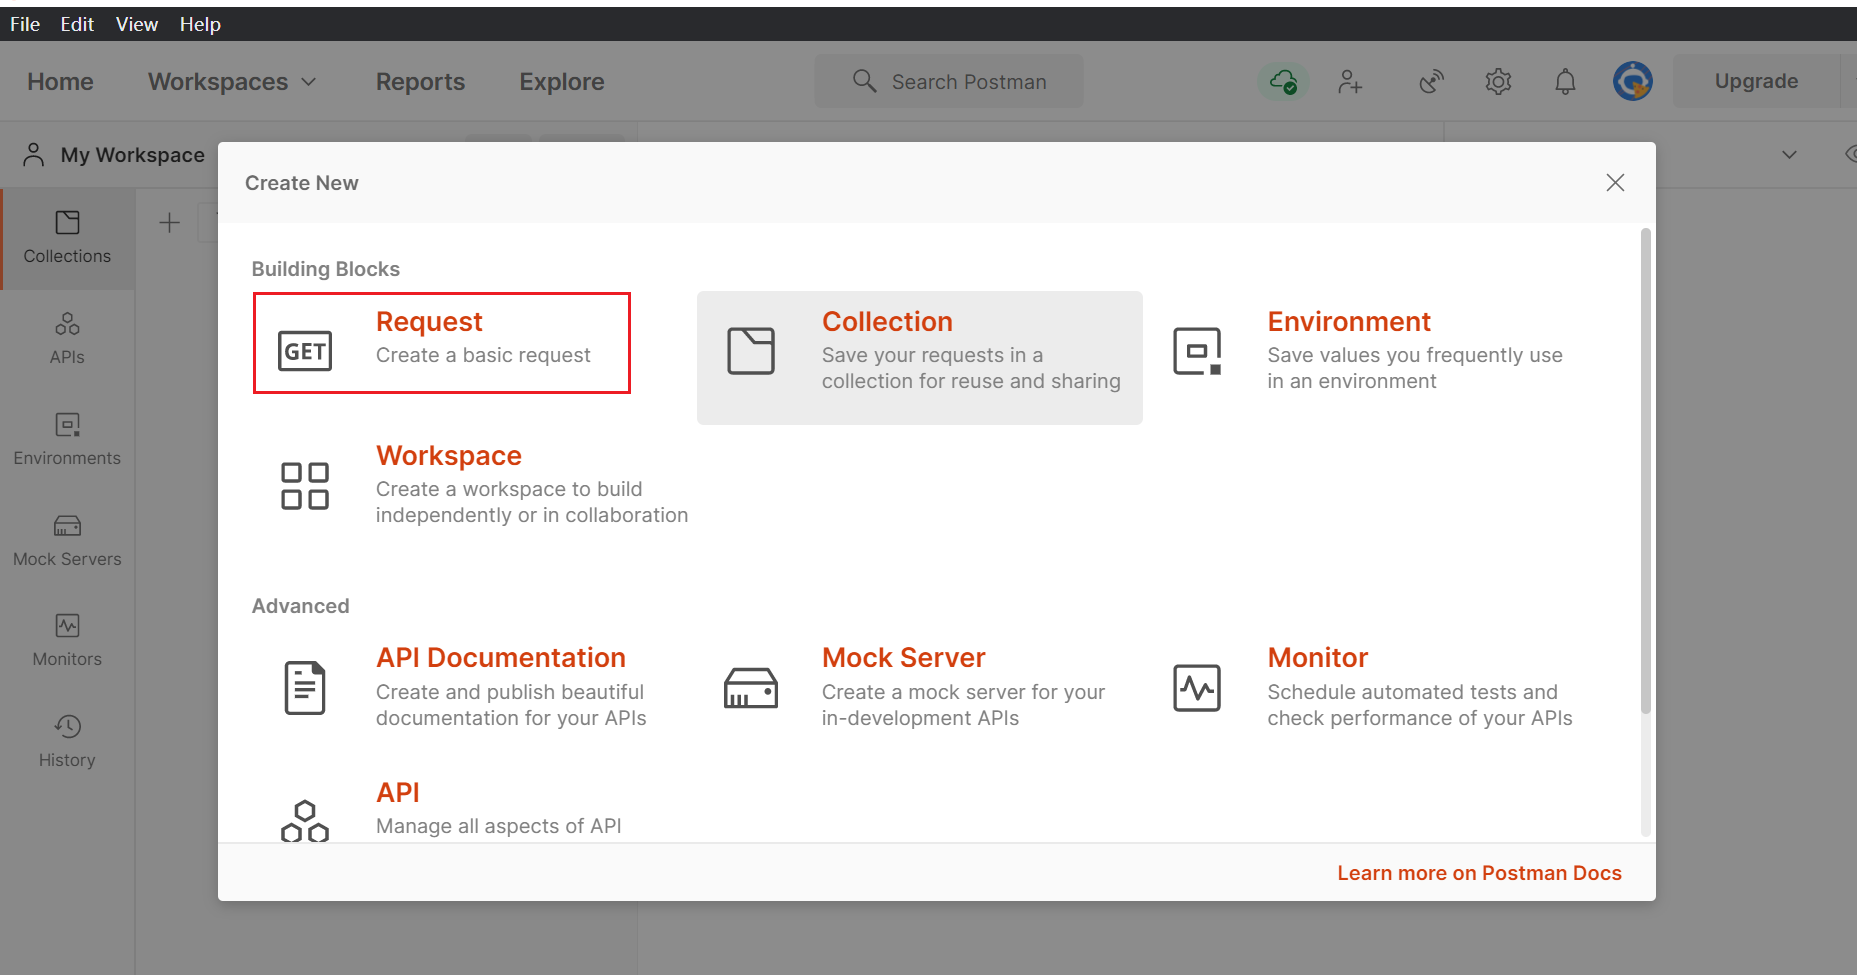 File Edit View Help
Home Workspaces Reports Explore Search Postman Upgrade
My Workspace
Create New
Collections
APIs
Environments
Mock Servers
Monitors
History
Building Blocks
Request
Create a basic request
GET
Collection
Save your requests in a
collection for reuse and sharing
Environment
Save values you frequently use
in an environment
Workspace
Create a workspace to build
independently or in collaboration
Advanced
API Documentation
Create and publish beautiful
documentation for your APIs
Mock Server
Create a mock server for your
in-development APIs
Monitor
Schedule automated tests and
check performance of your APIs
API
Manage all aspects of API
Learn more on Postman Docs